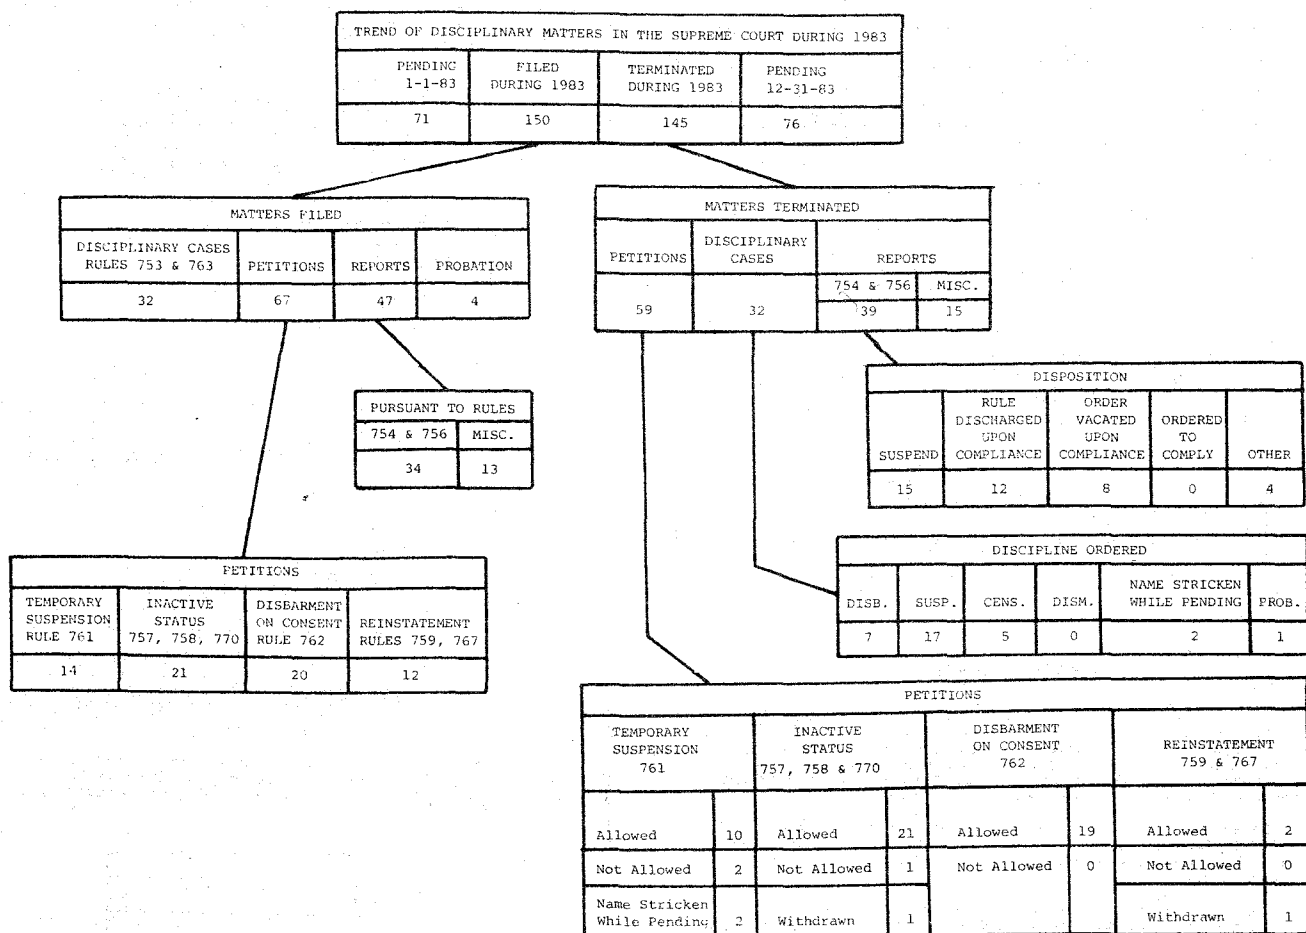 TREND OF DISCIPLINARY MATTERS IN THE SUPREME COURT DURING 1983
PENDING 1-1-83
FILED DURING 1983
TERMINATED DURING 1983
PENDING 12-31-83
71 150 145 76
MATTERS FILED
DISCIPLINARY CASES
RULES 753 & 763 PETITIONS REPORTS PROBATION
32 67 47 4
MATTERS TERMINATED
PETITIONS
DISCIPLINARY
CASES
REPORTS
754 & 756 MISC.
59 32 39 15
PURSUANT TO RULES
754 & 756 MISC.
34 13
DISPOSITION
SUSPEND
RULE
DISCHARGED
UPON
COMPLIANCE
ORDER
VACATED
UPON
COMPLIANCE
ORDERED
TO
COMPLY
OTHER
15 12 8 0 4
DISCIPLINE ORDERED
DISB. SUSP. CENS. DISM.
NAME STRICKEN
WHILE PENDING
PROB.
7 17 5 0 2 1
PETITIONS
TEMPORARY
SUSPENSION
RULE 761
INACTIVE
STATUS
757, 758, 770
DISBARMENT
ON CONSENT
RULE 762
REINSTATEMENT
RULES 759, 767
14 21 20 12
PETITIONS
TEMPORARY
SUSPENSION
761
INACTIVE
STATUS
757, 758 & 770
DISBARMENT
ON CONSENT
762
REINSTATEMENT
759 & 767
Allowed 10 Allowed 21 Allowed 19 Allowed 2
Not Allowed 2 Not Allowed 1 Not Allowed 0 Not Allowed 0
Name Stricken
While Pending 2 Withdrawn 1 Withdrawn 1